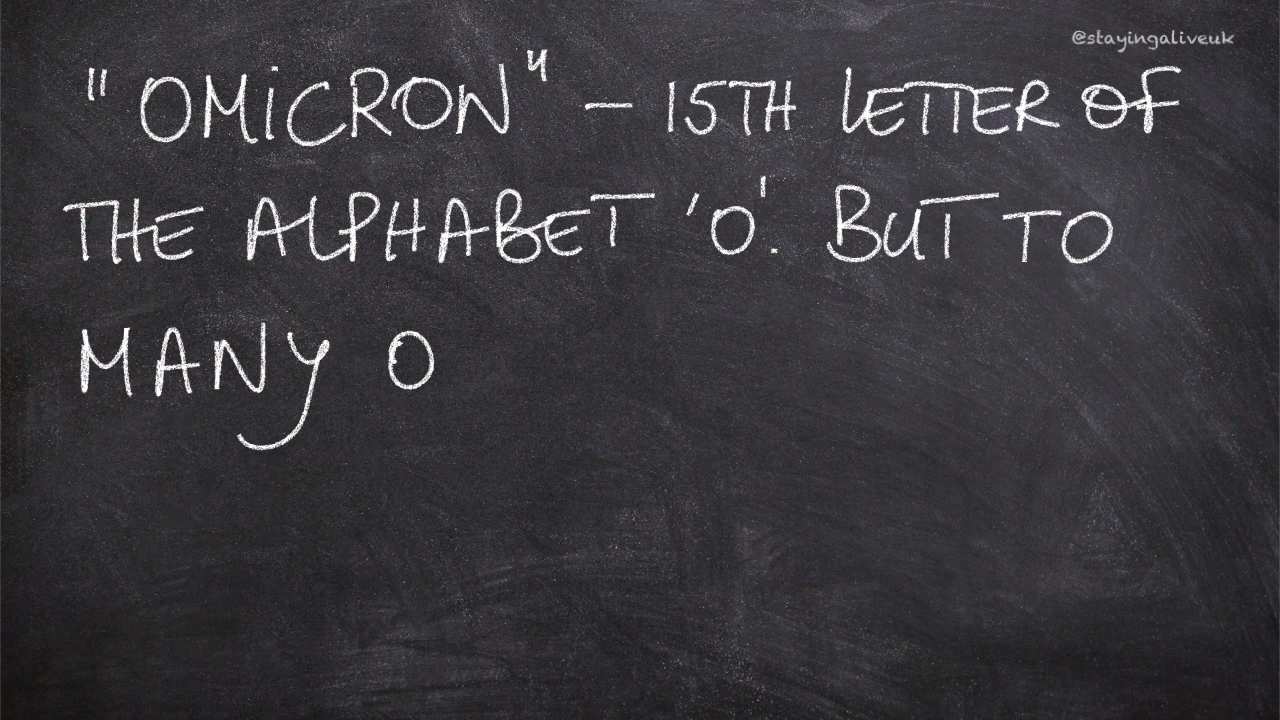 @stayingaliveuk
"OMiCRON" - 15TH LETTER OF
THE ALPHABET 'O'. BUT TO
MANY O